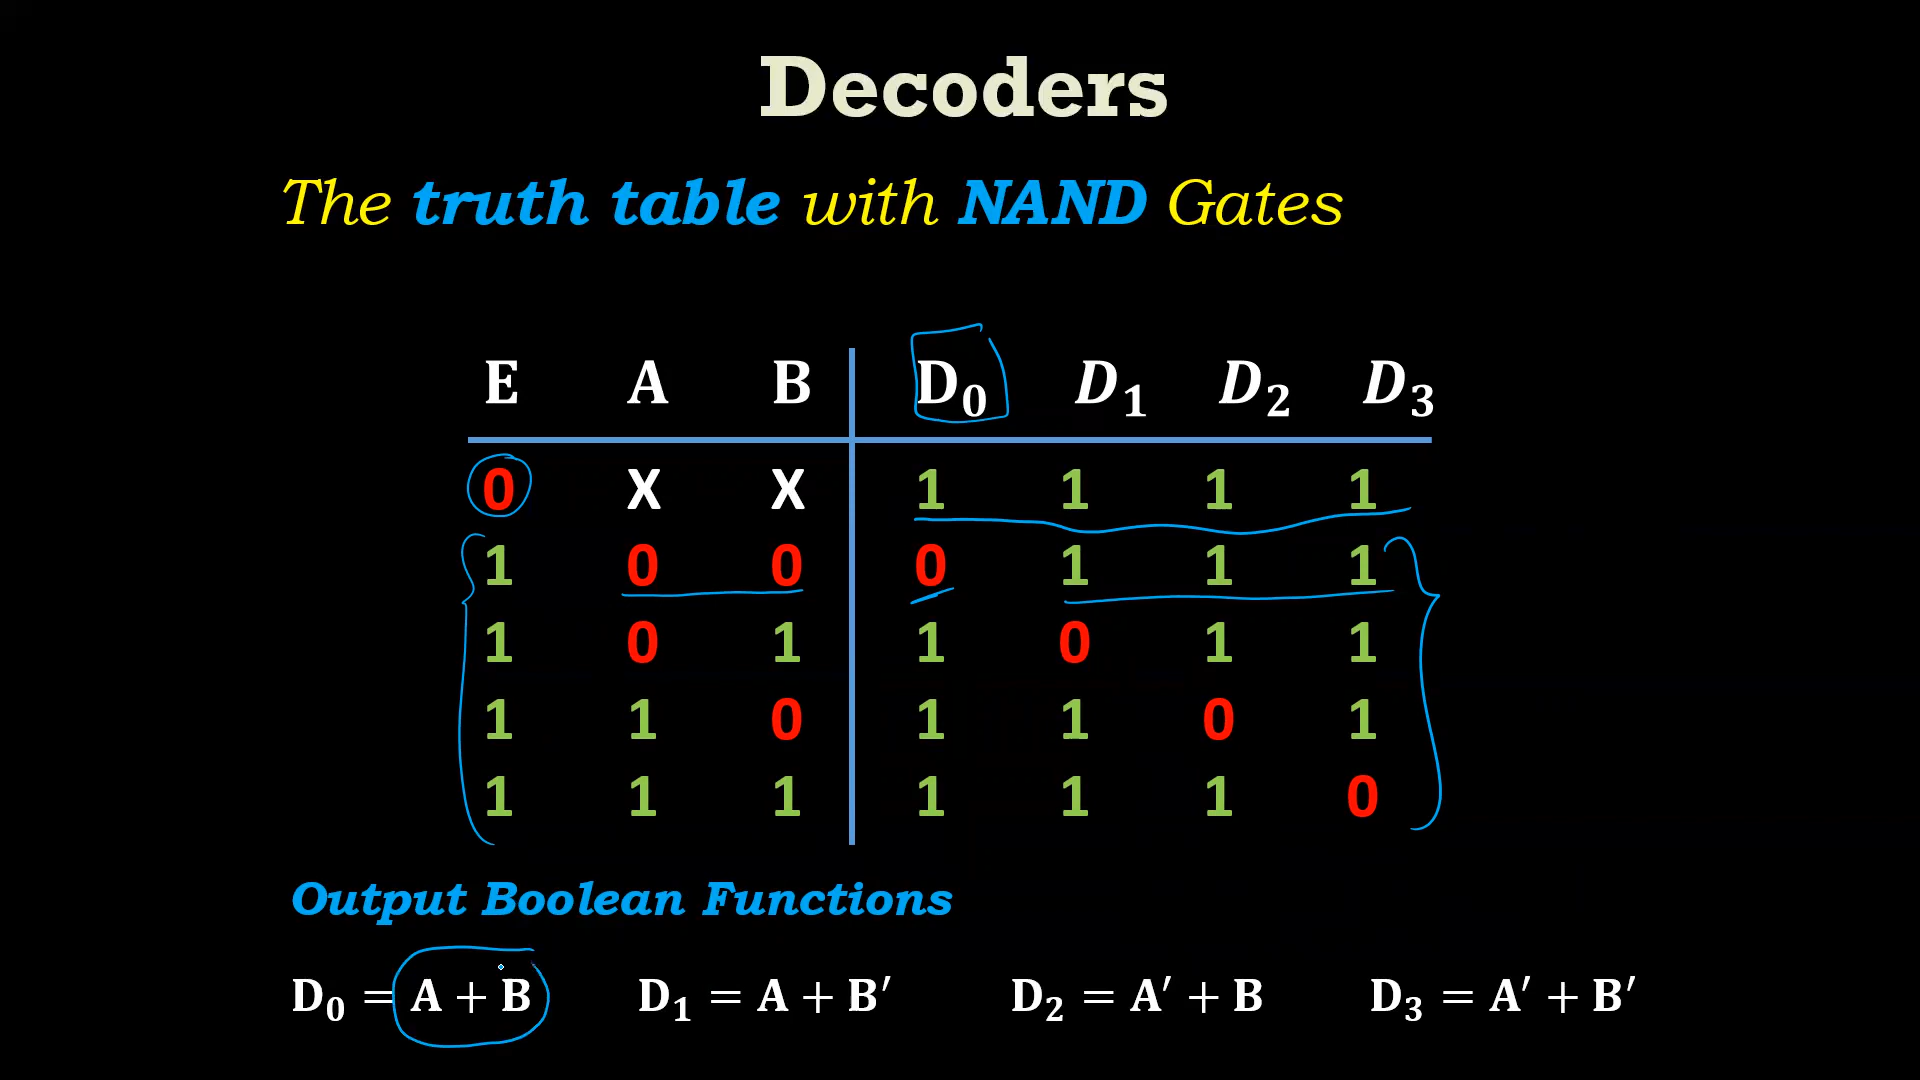 Decoders
The truth table with NAND Gates
E A B D₀ D₁ D₂ D₃
0 X X 1 1 1 1
1 0 0 0 1 1 1
1 0 1 1 0 1 1
1 1 0 1 1 0 1
1 1 1 1 1 1 0
Output Boolean Functions
D₀ = A + B D₁ = A + B′ D₂ = A′ + B D₃ = A′ + B′